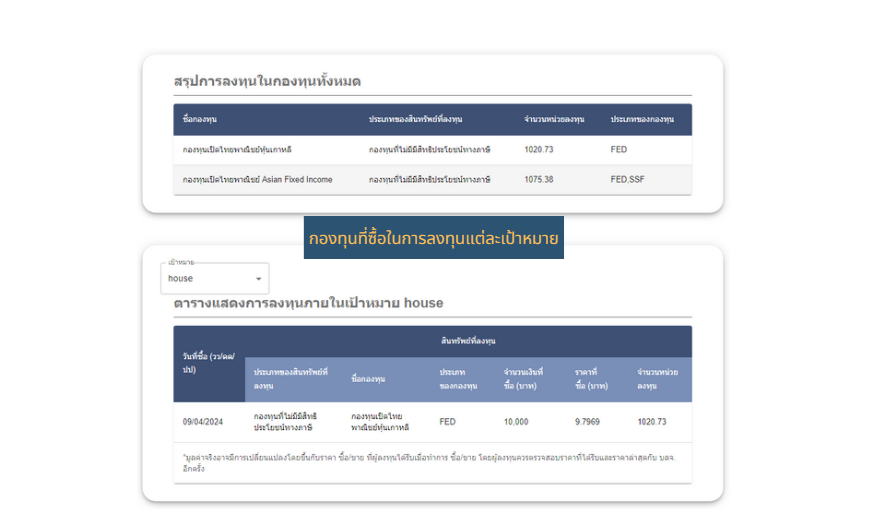 สรุปการลงทุนในกองทุนทั้งหมด
ชื่อกองทุน ประเภทของสินทรัพย์ที่ลงทุน จำนวนหน่วยลงทุน ประเภทของกองทุน
กองทุนเปิดไทยพาณิชย์หุ้นเกาหลี กองทุนที่ไม่มีมีสิทธิประโยชน์ทางภาษี 1020.73 FED
กองทุนเปิดไทยพาณิชย์ Asian Fixed Income กองทุนที่ไม่มีมีสิทธิประโยชน์ทางภาษี 1075.38 FED,SSF
กองทุนที่ซื้อในการลงทุนแต่ละเป้าหมาย
เป้าหมาย
house
ตารางแสดงการลงทุนภายในเป้าหมาย house
สินทรัพย์ที่ลงทุน
วันที่ซื้อ (วว/ดด/
ปป)
ประเภทของสินทรัพย์ที่
ลงทุน
ชื่อกองทุน
ประเภท
ของกองทุน
จำนวนเงินที่
ซื้อ (บาท)
ราคาที่
ซื้อ (บาท)
จำนวนหน่วย
ลงทุน
09/04/2024
กองทุนที่ไม่มีมีสิทธิ
ประโยชน์ทางภาษี
กองทุนเปิดไทย
พาณิชย์หุ้นเกาหลี
FED
10,000
9.7969
1020.73
*มูลค่าจริงอาจมีการเปลี่ยนแปลงโดยขึ้นกับราคา ซื้อ/ขาย ที่ผู้ลงทุนได้รับเมื่อทำการ ซื้อ/ขาย โดยผู้ลงทุนควรตรวจสอบราคาที่ได้รับและราคาล่าสุดกับ บลจ.
อีกครั้ง